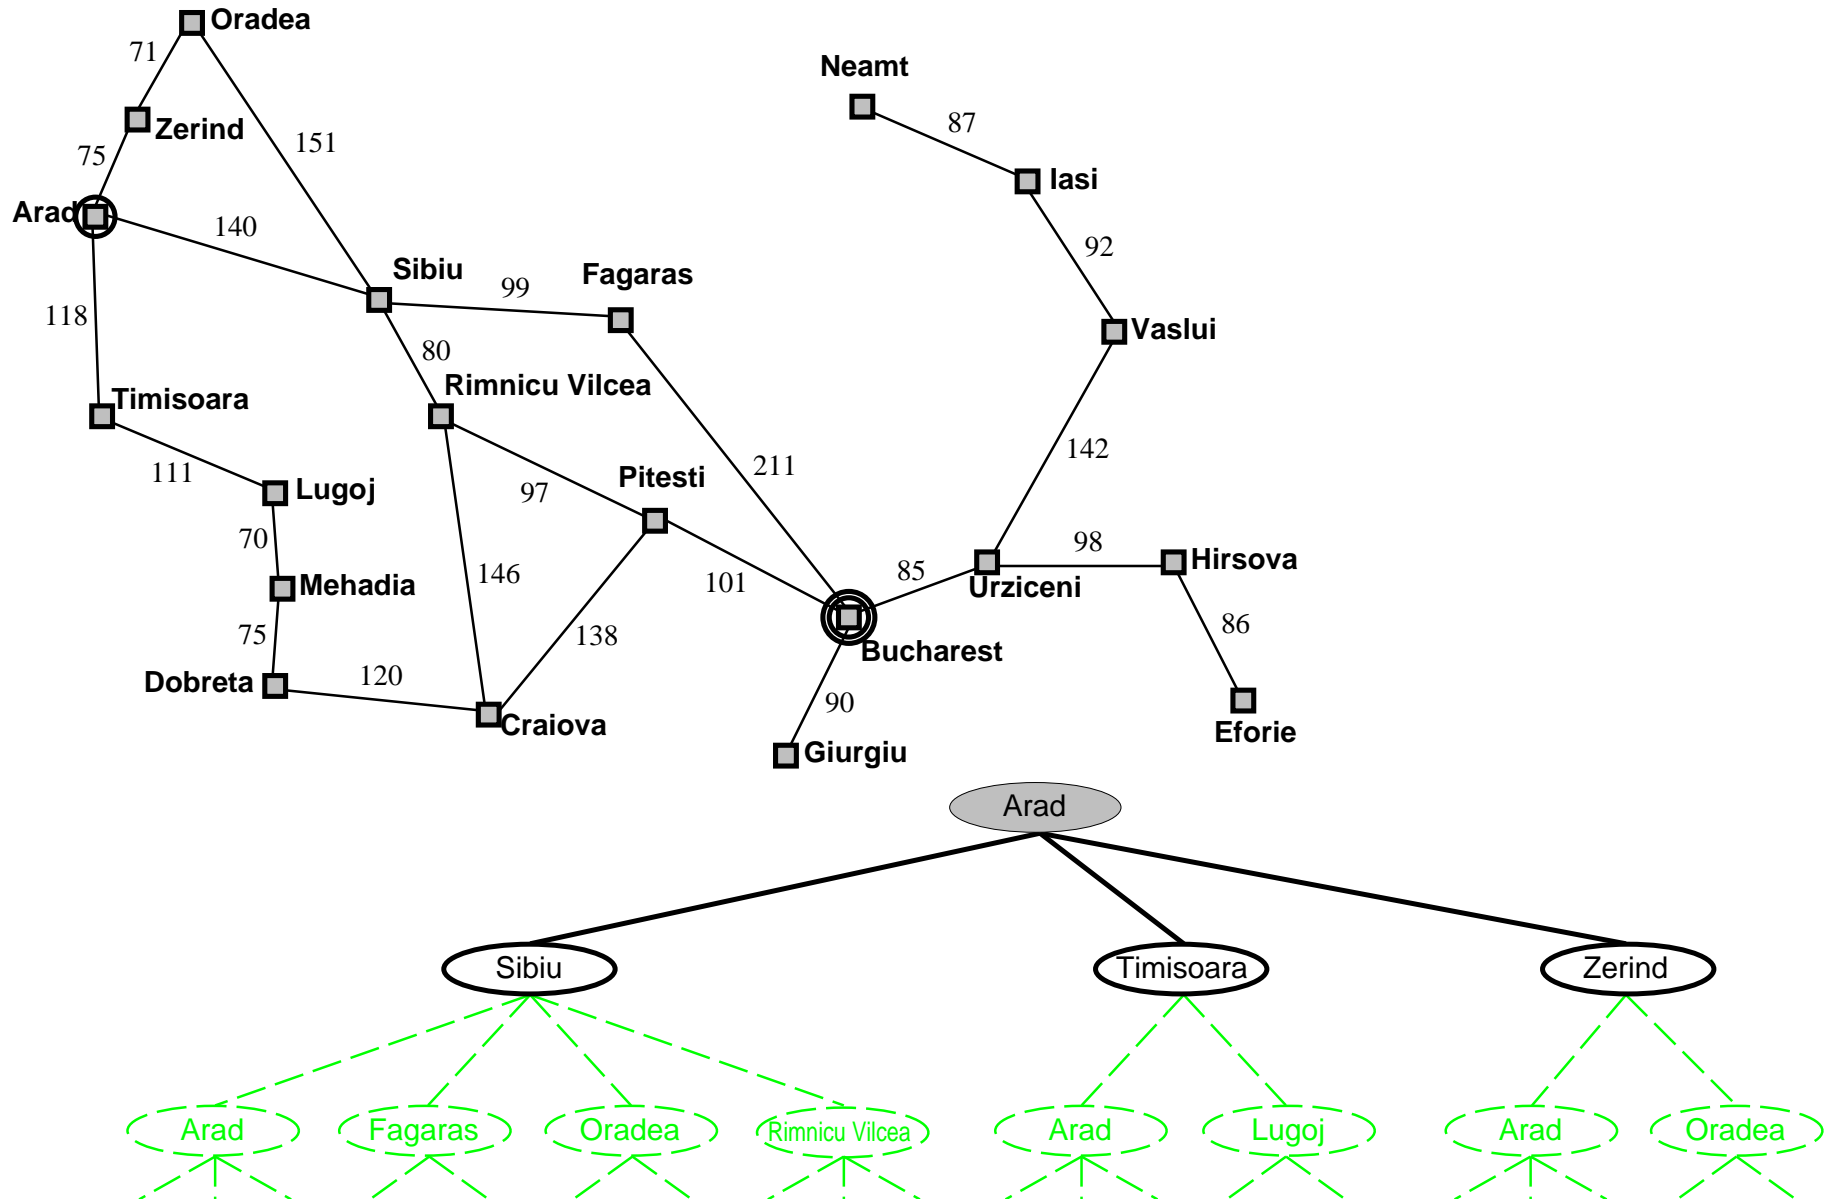 Oradea
71
Neamt
Zerind
87
151
75
Iasi
Arad
140
92
Sibiu
Fagaras
99
118
Vaslui
80
Rimnicu Vilcea
Timisoara
142
211
111
Pitesti
Lugoj
97
70
98
Hirsova
146
85
101
Mehadia
Urziceni
75
138
86
Bucharest
Dobreta
120
90
Craiova
Eforie
Giurgiu
Arad
Sibiu
Timisoara
Zerind
Arad
Fagaras
Oradea
Rimnicu Vilcea
Arad
Lugoj
Arad
Oradea